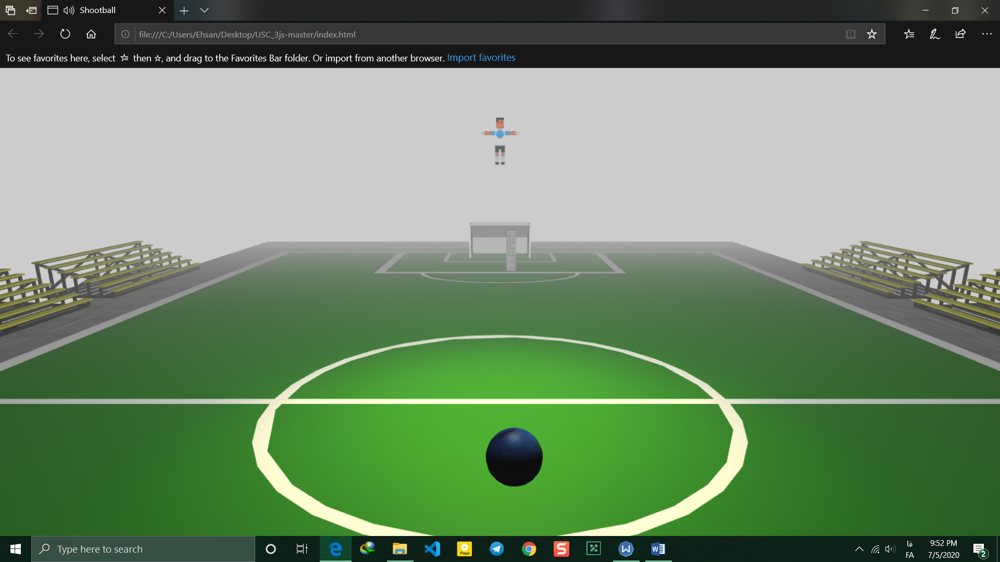 Shootball
file:///C:/Users/Ehsan/Desktop/USC_3js-master/index.html
To see favorites here, select then , and drag to the Favorites Bar folder. Or import from another browser. Import favorites
Type here to search
Player
S
W
W
فا
FA
9:52 PM
7/5/2020
2